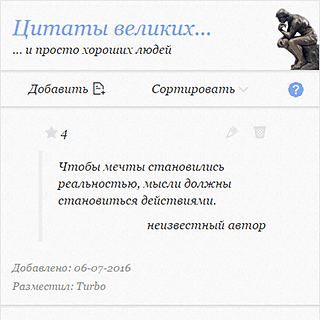 Цитаты великих...
... и просто хороших людей
Добавить Сортировать ?
4
Чтобы мечты становились
реальностью, мысли должны
становиться действиями.
неизвестный автор
Добавлено: 06-07-2016
Разместил: Turbo